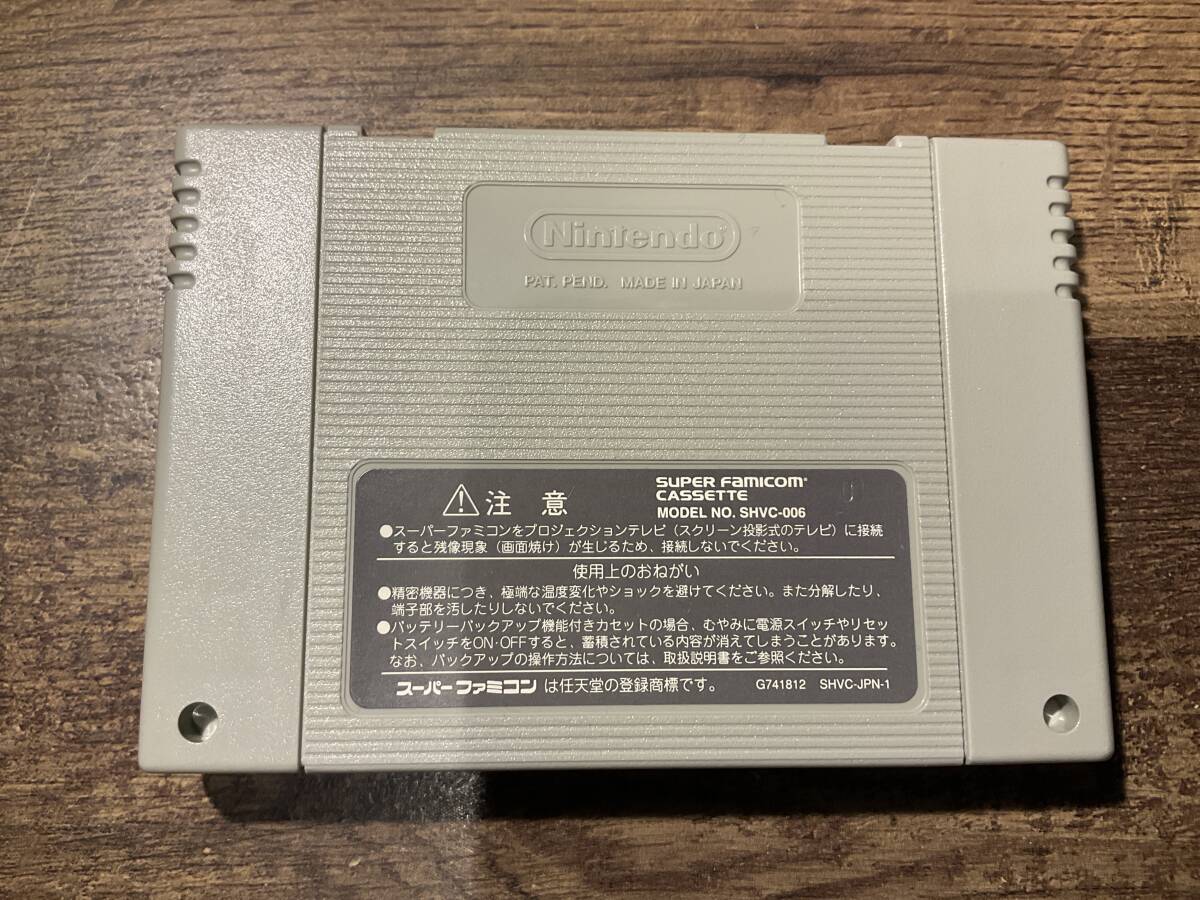 Nintendo
PAT. PEND. MADE IN JAPAN
⚠注 意
SUPER FAMICOM
CASSETTE
MODEL NO. SHVC-006
●スーパーファミコンをプロジェクションテレビ（スクリーン投影式のテレビ）に接続
すると残像現象（画面焼け）が生じるため、接続しないでください。
使用上のおねがい
●精密機器につき、極端な温度変化やショックを避けてください。また分解したり、
端子部を汚したりしないでください。
●バッテリーバックアップ機能付きカセットの場合、むやみに電源スイッチやリセッ
トスイッチをON・OFFすると、蓄積されている内容が消えてしまうことがあります。
なお、バックアップの操作方法については、取扱説明書をご参照ください。
スーパーファミコンは任天堂の登録商標です。 G741812 SHVC-JPN-1